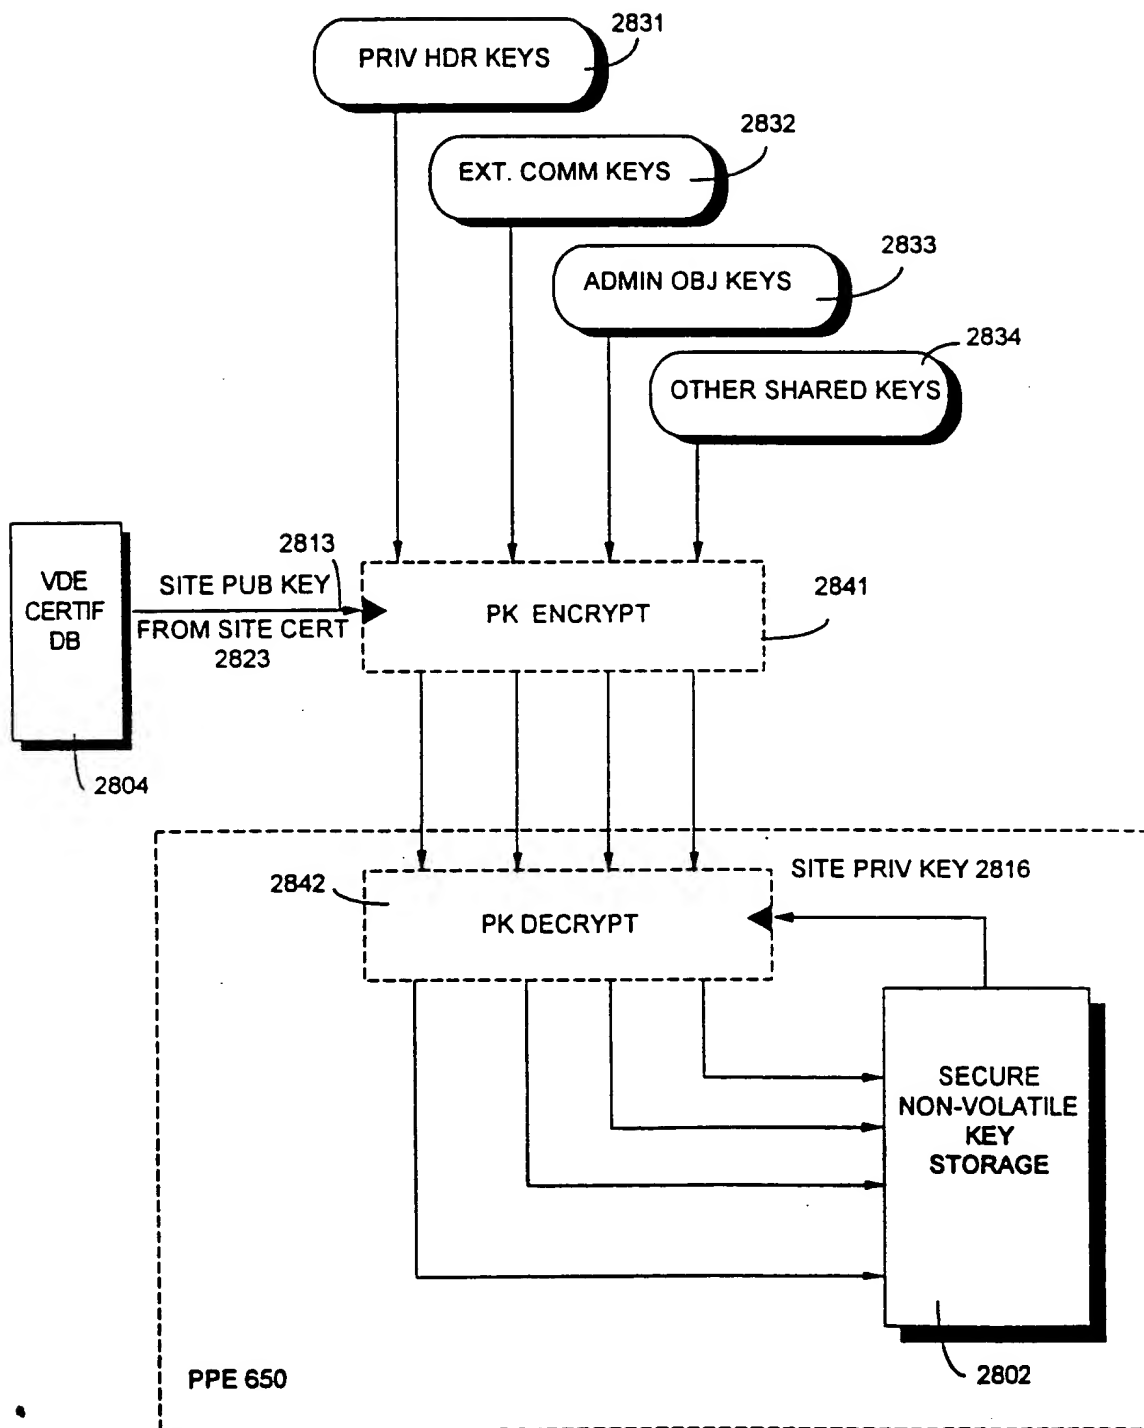 2831
PRIV HDR KEYS
2832
EXT. COMM KEYS
2833
ADMIN OBJ KEYS
2834
OTHER SHARED KEYS
VDE
CERTIF
DB
2804
2813
SITE PUB KEY
FROM SITE CERT
2823
PK ENCRYPT
2841
2842
PK DECRYPT
SITE PRIV KEY 2816
SECURE
NON-VOLATILE
KEY
STORAGE
2802
PPE 650